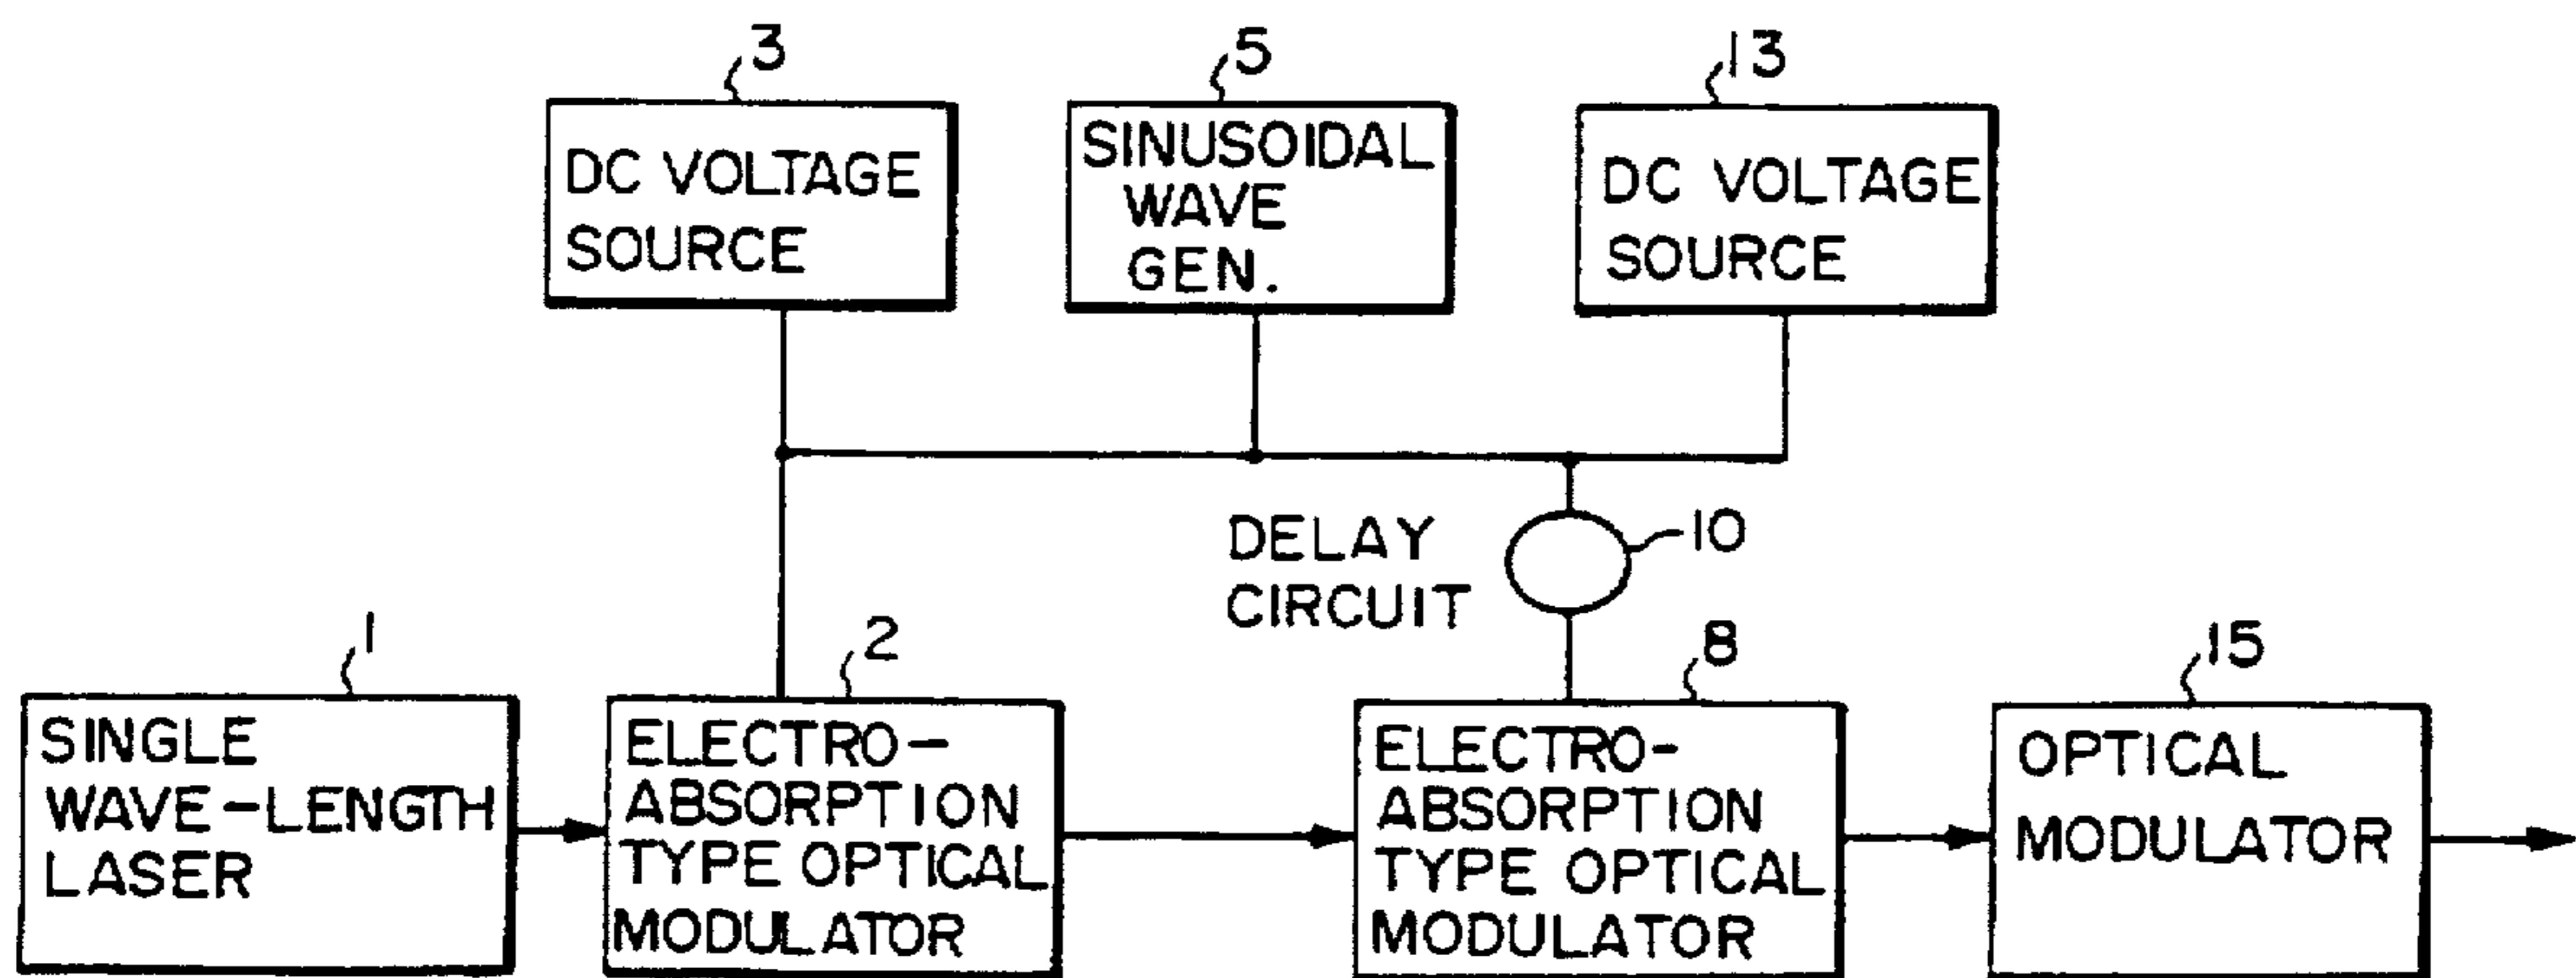 3
5
13
DC VOLTAGE
SOURCE
SINUSOIDAL
WAVE
GEN.
DC VOLTAGE
SOURCE
DELAY
CIRCUIT
10
1
2
8
15
SINGLE
WAVE-LENGTH
LASER
ELECTRO-
ABSORPTION
TYPE OPTICAL
MODULATOR
ELECTRO-
ABSORPTION
TYPE OPTICAL
MODULATOR
OPTICAL
MODULATOR